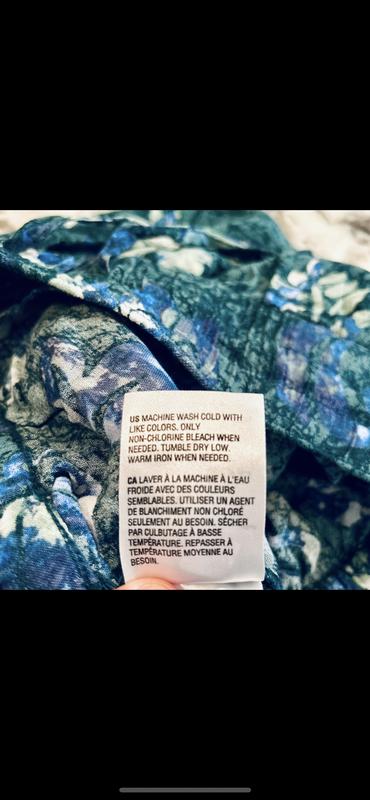 US MACHINE WASH COLD WITH
LIKE COLORS. ONLY
NON-CHLORINE BLEACH WHEN
NEEDED. TUMBLE DRY LOW.
WARM IRON WHEN NEEDED.
CA LAVER À LA MACHINE À L'EAU
FROIDE AVEC DES COULEURS
SEMBLABLES. UTILISER UN AGENT
DE BLANCHIMENT NON CHLORÉ
SEULEMENT AU BESOIN. SÉCHER
PAR CULBUTAGE À BASSE
TEMPÉRATURE. REPASSER À
TEMPÉRATURE MOYENNE AU
BESOIN.